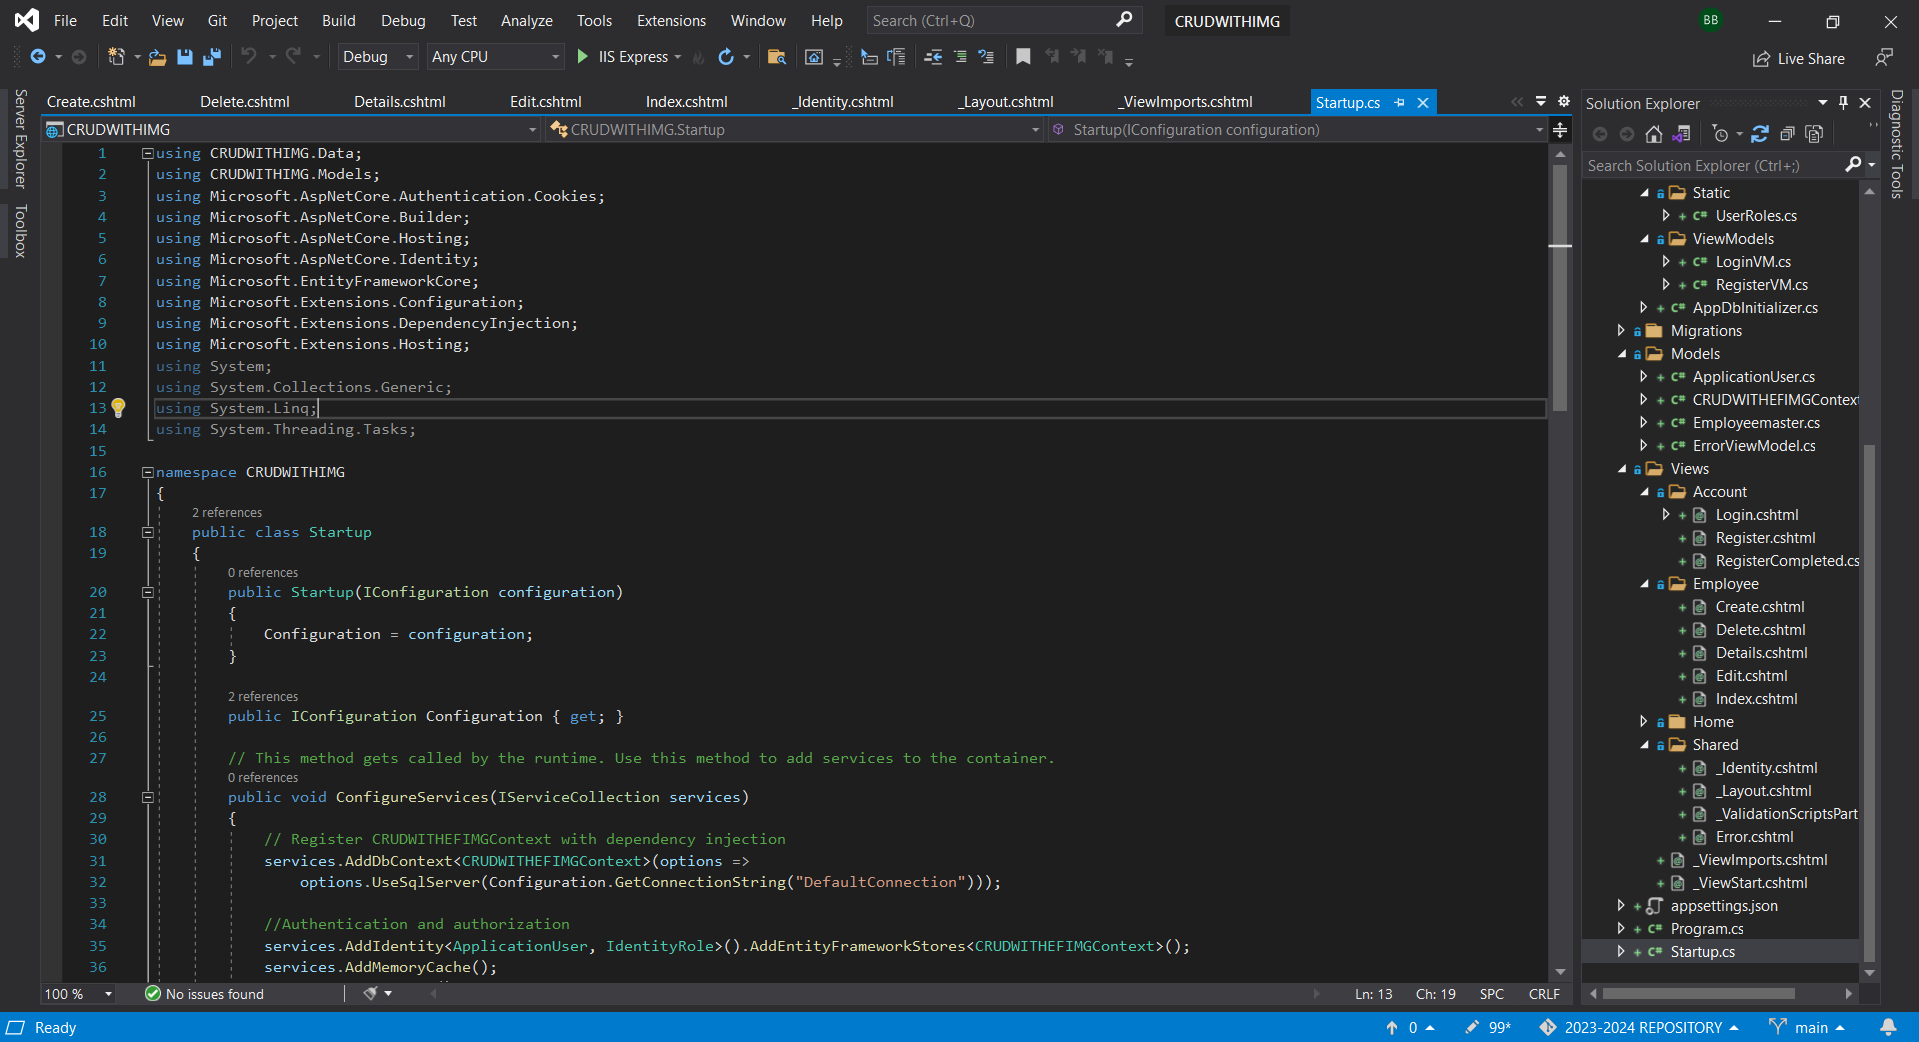 File Edit View Git Project Build Debug Test Analyze Tools Extensions Window Help Search (Ctrl+Q) CRUDWITHIMG BB
Debug Any CPU IIS Express Live Share
Server Explorer
Toolbox
Create.cshtml Delete.cshtml Details.cshtml Edit.cshtml Index.cshtml _Identity.cshtml _Layout.cshtml _ViewImports.cshtml Startup.cs
CRUDWITHIMG CRUDWITHIMG.Startup Startup(IConfiguration configuration)
1 using CRUDWITHIMG.Data;
2 using CRUDWITHIMG.Models;
3 using Microsoft.AspNetCore.Authentication.Cookies;
4 using Microsoft.AspNetCore.Builder;
5 using Microsoft.AspNetCore.Hosting;
6 using Microsoft.AspNetCore.Identity;
7 using Microsoft.EntityFrameworkCore;
8 using Microsoft.Extensions.Configuration;
9 using Microsoft.Extensions.DependencyInjection;
10 using Microsoft.Extensions.Hosting;
11 using System;
12 using System.Collections.Generic;
13 using System.Linq;
14 using System.Threading.Tasks;
15
16 namespace CRUDWITHIMG
17 {
2 references
18 public class Startup
19 {
0 references
20 public Startup(IConfiguration configuration)
21 {
22 Configuration = configuration;
23 }
24
2 references
25 public IConfiguration Configuration { get; }
26
27 // This method gets called by the runtime. Use this method to add services to the container.
0 references
28 public void ConfigureServices(IServiceCollection services)
29 {
30 // Register CRUDWITHEFIMGContext with dependency injection
31 services.AddDbContext<CRUDWITHEFIMGContext>(options =>
32 options.UseSqlServer(Configuration.GetConnectionString("DefaultConnection")));
33
34 //Authentication and authorization
35 services.AddIdentity<ApplicationUser, IdentityRole>().AddEntityFrameworkStores<CRUDWITHEFIMGContext>();
36 services.AddMemoryCache();
100 % No issues found Ln: 13 Ch: 19 SPC CRLF
Solution Explorer
Search Solution Explorer (Ctrl+;)
Static
C# UserRoles.cs
ViewModels
C# LoginVM.cs
C# RegisterVM.cs
C# AppDbInitializer.cs
Migrations
Models
C# ApplicationUser.cs
C# CRUDWITHEFIMGContext
C# Employeemaster.cs
C# ErrorViewModel.cs
Views
Account
Login.cshtml
Register.cshtml
RegisterCompleted.cs
Employee
Create.cshtml
Delete.cshtml
Details.cshtml
Edit.cshtml
Index.cshtml
Home
Shared
_Identity.cshtml
_Layout.cshtml
_ValidationScriptsPart
Error.cshtml
_ViewImports.cshtml
_ViewStart.cshtml
appsettings.json
C# Program.cs
C# Startup.cs
Diagnostic Tools
Ready 0 99* 2023-2024 REPOSITORY main